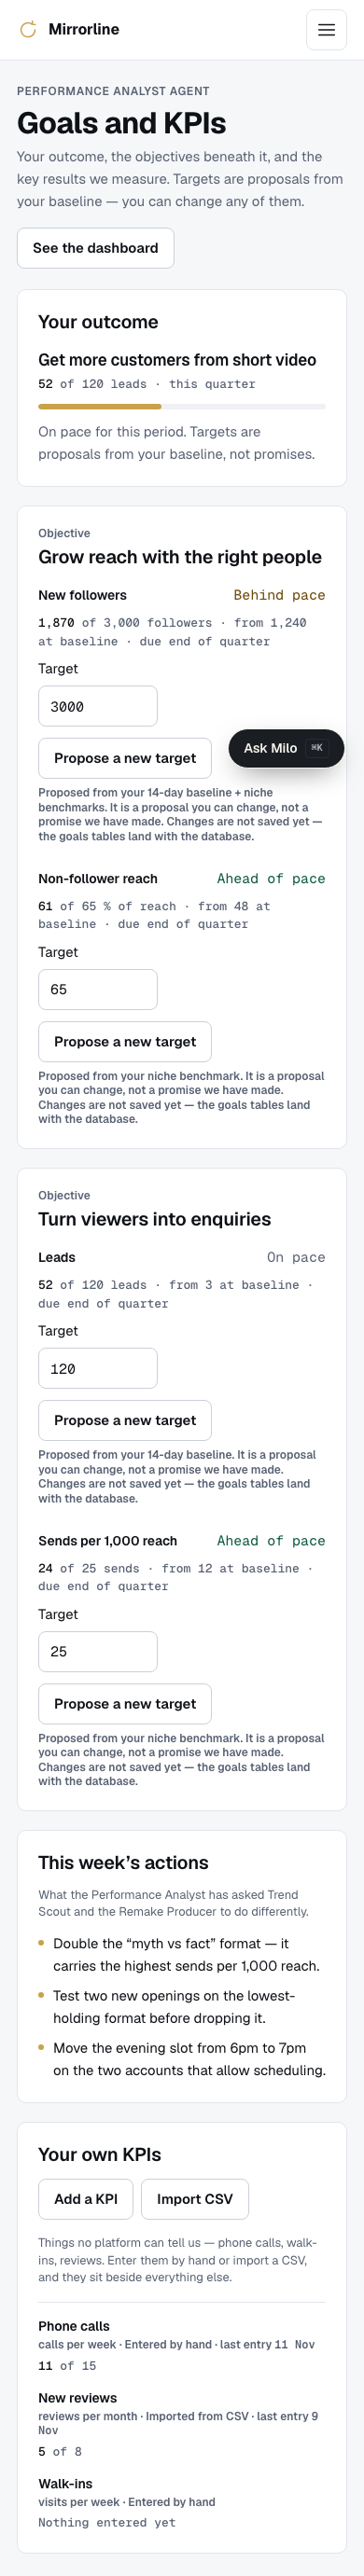 Mirrorline
PERFORMANCE ANALYST AGENT
Goals and KPIs
Your outcome, the objectives beneath it, and the
key results we measure. Targets are proposals from
your baseline — you can change any of them.
See the dashboard
Your outcome
Get more customers from short video
52 of 120 leads · this quarter
On pace for this period. Targets are
proposals from your baseline, not promises.
Objective
Grow reach with the right people
New followers Behind pace
1,870 of 3,000 followers · from 1,240
at baseline · due end of quarter
Target
3000
Propose a new target
Ask Milo ⌘K
Proposed from your 14-day baseline + niche
benchmarks. It is a proposal you can change, not a
promise we have made. Changes are not saved yet —
the goals tables land with the database.
Non-follower reach Ahead of pace
61 of 65 % of reach · from 48 at
baseline · due end of quarter
Target
65
Propose a new target
Proposed from your niche benchmark. It is a proposal
you can change, not a promise we have made.
Changes are not saved yet — the goals tables land
with the database.
Objective
Turn viewers into enquiries
Leads On pace
52 of 120 leads · from 3 at baseline ·
due end of quarter
Target
120
Propose a new target
Proposed from your 14-day baseline. It is a proposal
you can change, not a promise we have made.
Changes are not saved yet — the goals tables land
with the database.
Sends per 1,000 reach Ahead of pace
24 of 25 sends · from 12 at baseline ·
due end of quarter
Target
25
Propose a new target
Proposed from your niche benchmark. It is a proposal
you can change, not a promise we have made.
Changes are not saved yet — the goals tables land
with the database.
This week’s actions
What the Performance Analyst has asked Trend
Scout and the Remake Producer to do differently.
Double the “myth vs fact” format — it
carries the highest sends per 1,000 reach.
Test two new openings on the lowest-
holding format before dropping it.
Move the evening slot from 6pm to 7pm
on the two accounts that allow scheduling.
Your own KPIs
Add a KPI Import CSV
Things no platform can tell us — phone calls, walk-
ins, reviews. Enter them by hand or import a CSV,
and they sit beside everything else.
Phone calls
calls per week · Entered by hand · last entry 11 Nov
11 of 15
New reviews
reviews per month · Imported from CSV · last entry 9
Nov
5 of 8
Walk-ins
visits per week · Entered by hand
Nothing entered yet